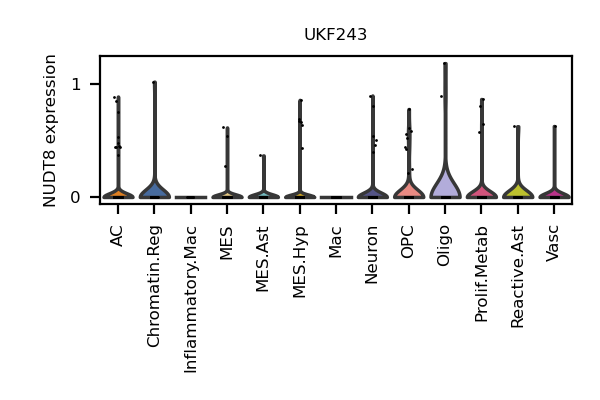 UKF243
NUDT8 expression
1
0
AC
Chromatin.Reg
Inflammatory.Mac
MES
MES.Ast
MES.Hyp
Mac
Neuron
OPC
Oligo
Prolif.Metab
Reactive.Ast
Vasc